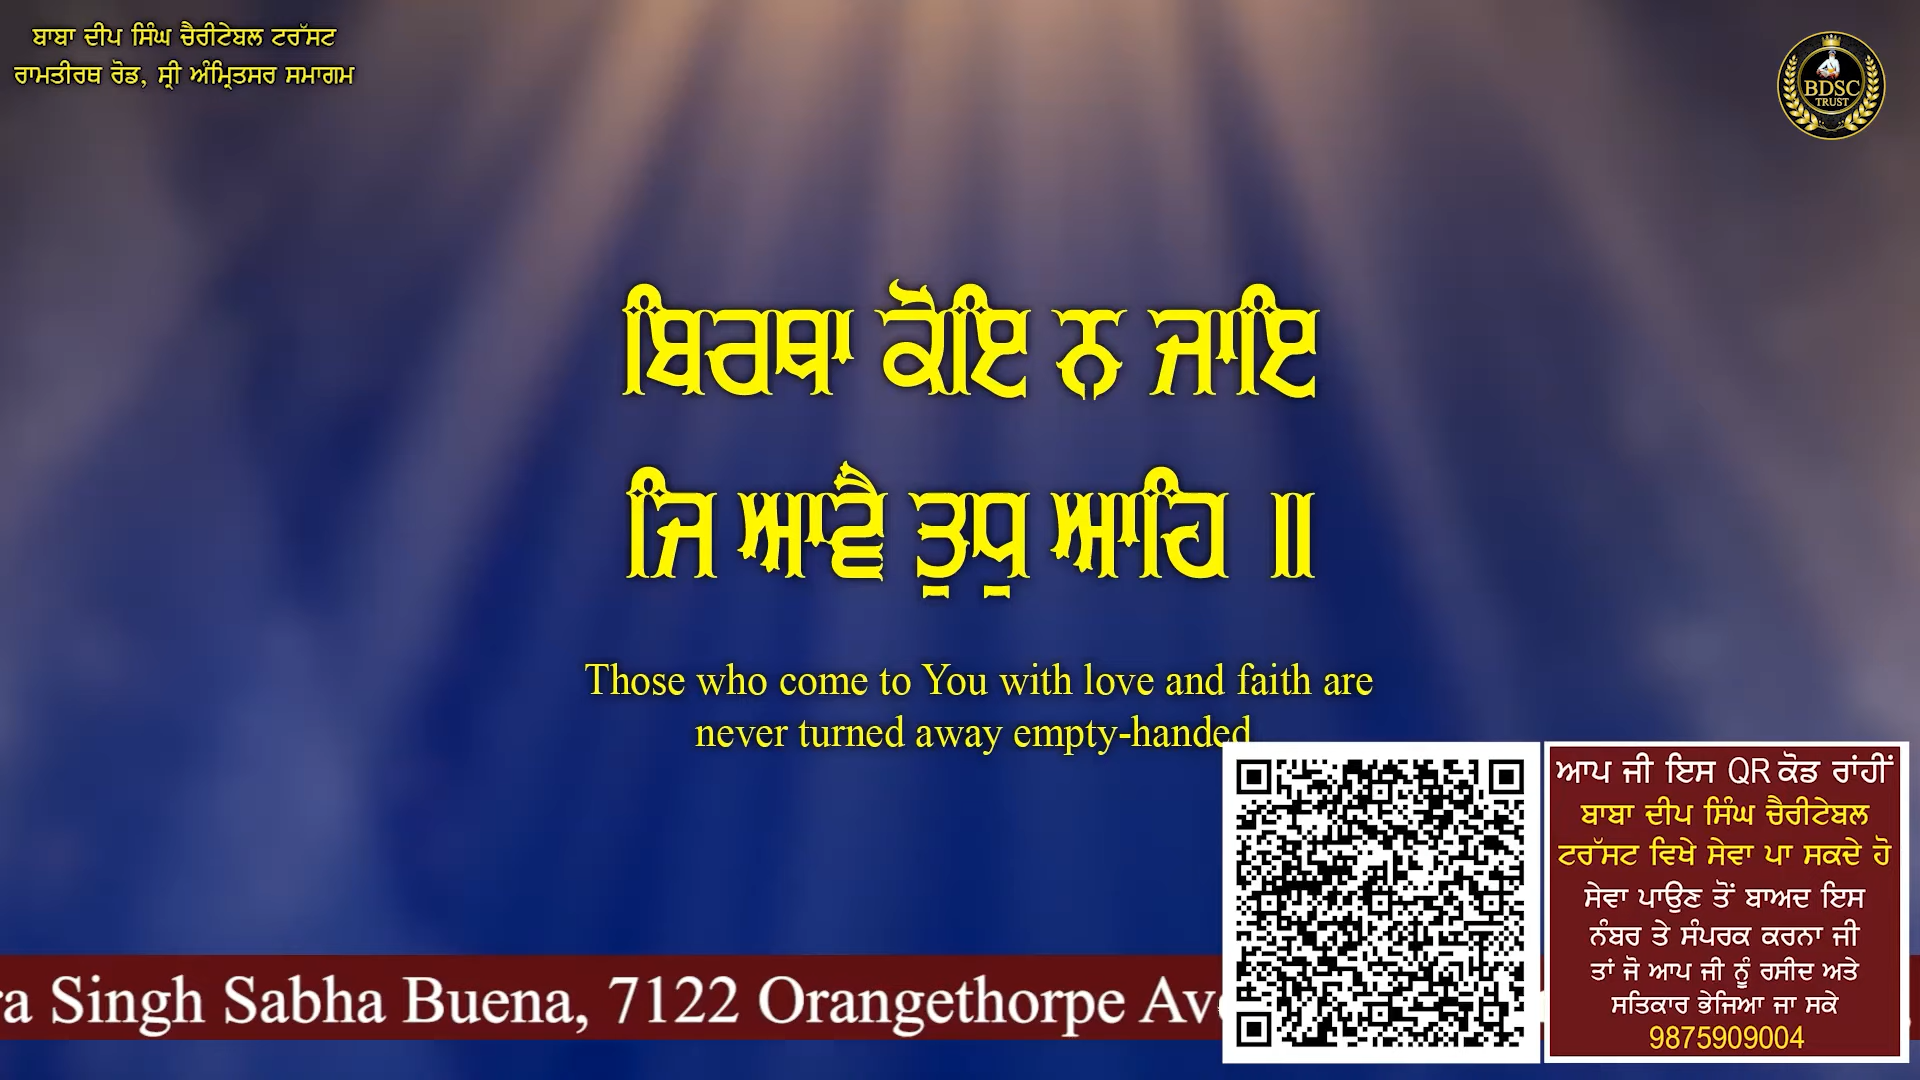 ਬਾਬਾ ਦੀਪ ਸਿੰਘ ਚੈਰੀਟੇਬਲ ਟਰੱਸਟ
ਰਾਮਤੀਰਥ ਰੋਡ, ਸ੍ਰੀ ਅੰਮ੍ਰਿਤਸਰ ਸਮਾਗਮ
BDSC
TRUST
ਬਿਰਥਾ ਕੋਇ ਨ ਜਾਇ
ਜਿ ਆਵੈ ਤੁਧੁ ਆਹਿ ॥
Those who come to You with love and faith are
never turned away empty-handed
ਆਪ ਜੀ ਇਸ QR ਕੋਡ ਰਾਂਹੀਂ
ਬਾਬਾ ਦੀਪ ਸਿੰਘ ਚੈਰੀਟੇਬਲ
ਟਰੱਸਟ ਵਿਖੇ ਸੇਵਾ ਪਾ ਸਕਦੇ ਹੋ
ਸੇਵਾ ਪਾਉਣ ਤੋਂ ਬਾਅਦ ਇਸ
ਨੰਬਰ ਤੇ ਸੰਪਰਕ ਕਰਨਾ ਜੀ
ਤਾਂ ਜੋ ਆਪ ਜੀ ਨੂੰ ਰਸੀਦ ਅਤੇ
ਸਤਿਕਾਰ ਭੇਜਿਆ ਜਾ ਸਕੇ
9875909004
ra Singh Sabha Buena, 7122 Orangethorpe Av